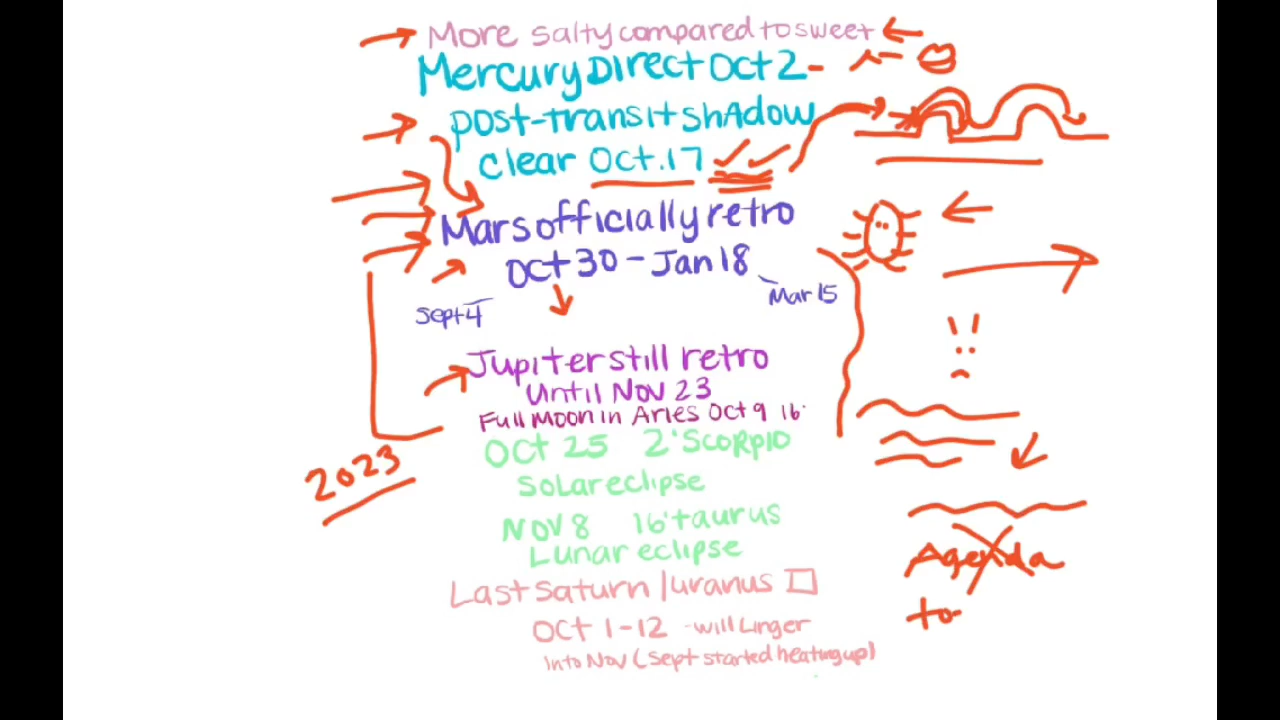 More salty compared to sweet
Mercury Direct Oct 2-
post-transit shAdow
clear Oct.17
Mars officially retro
Oct 30 - Jan 18
Sept 4
Mar 15
Jupiter still retro
Until Nov 23
Full Moon in Aries Oct 9 16°
Oct 25 2° Scorpio
Solar eclipse
2023
Nov 8 16° taurus
Lunar eclipse
Agenda
to
Last Saturn / uranus □
Oct 1-12 -will Linger
Into Nov (Sept started heating up)